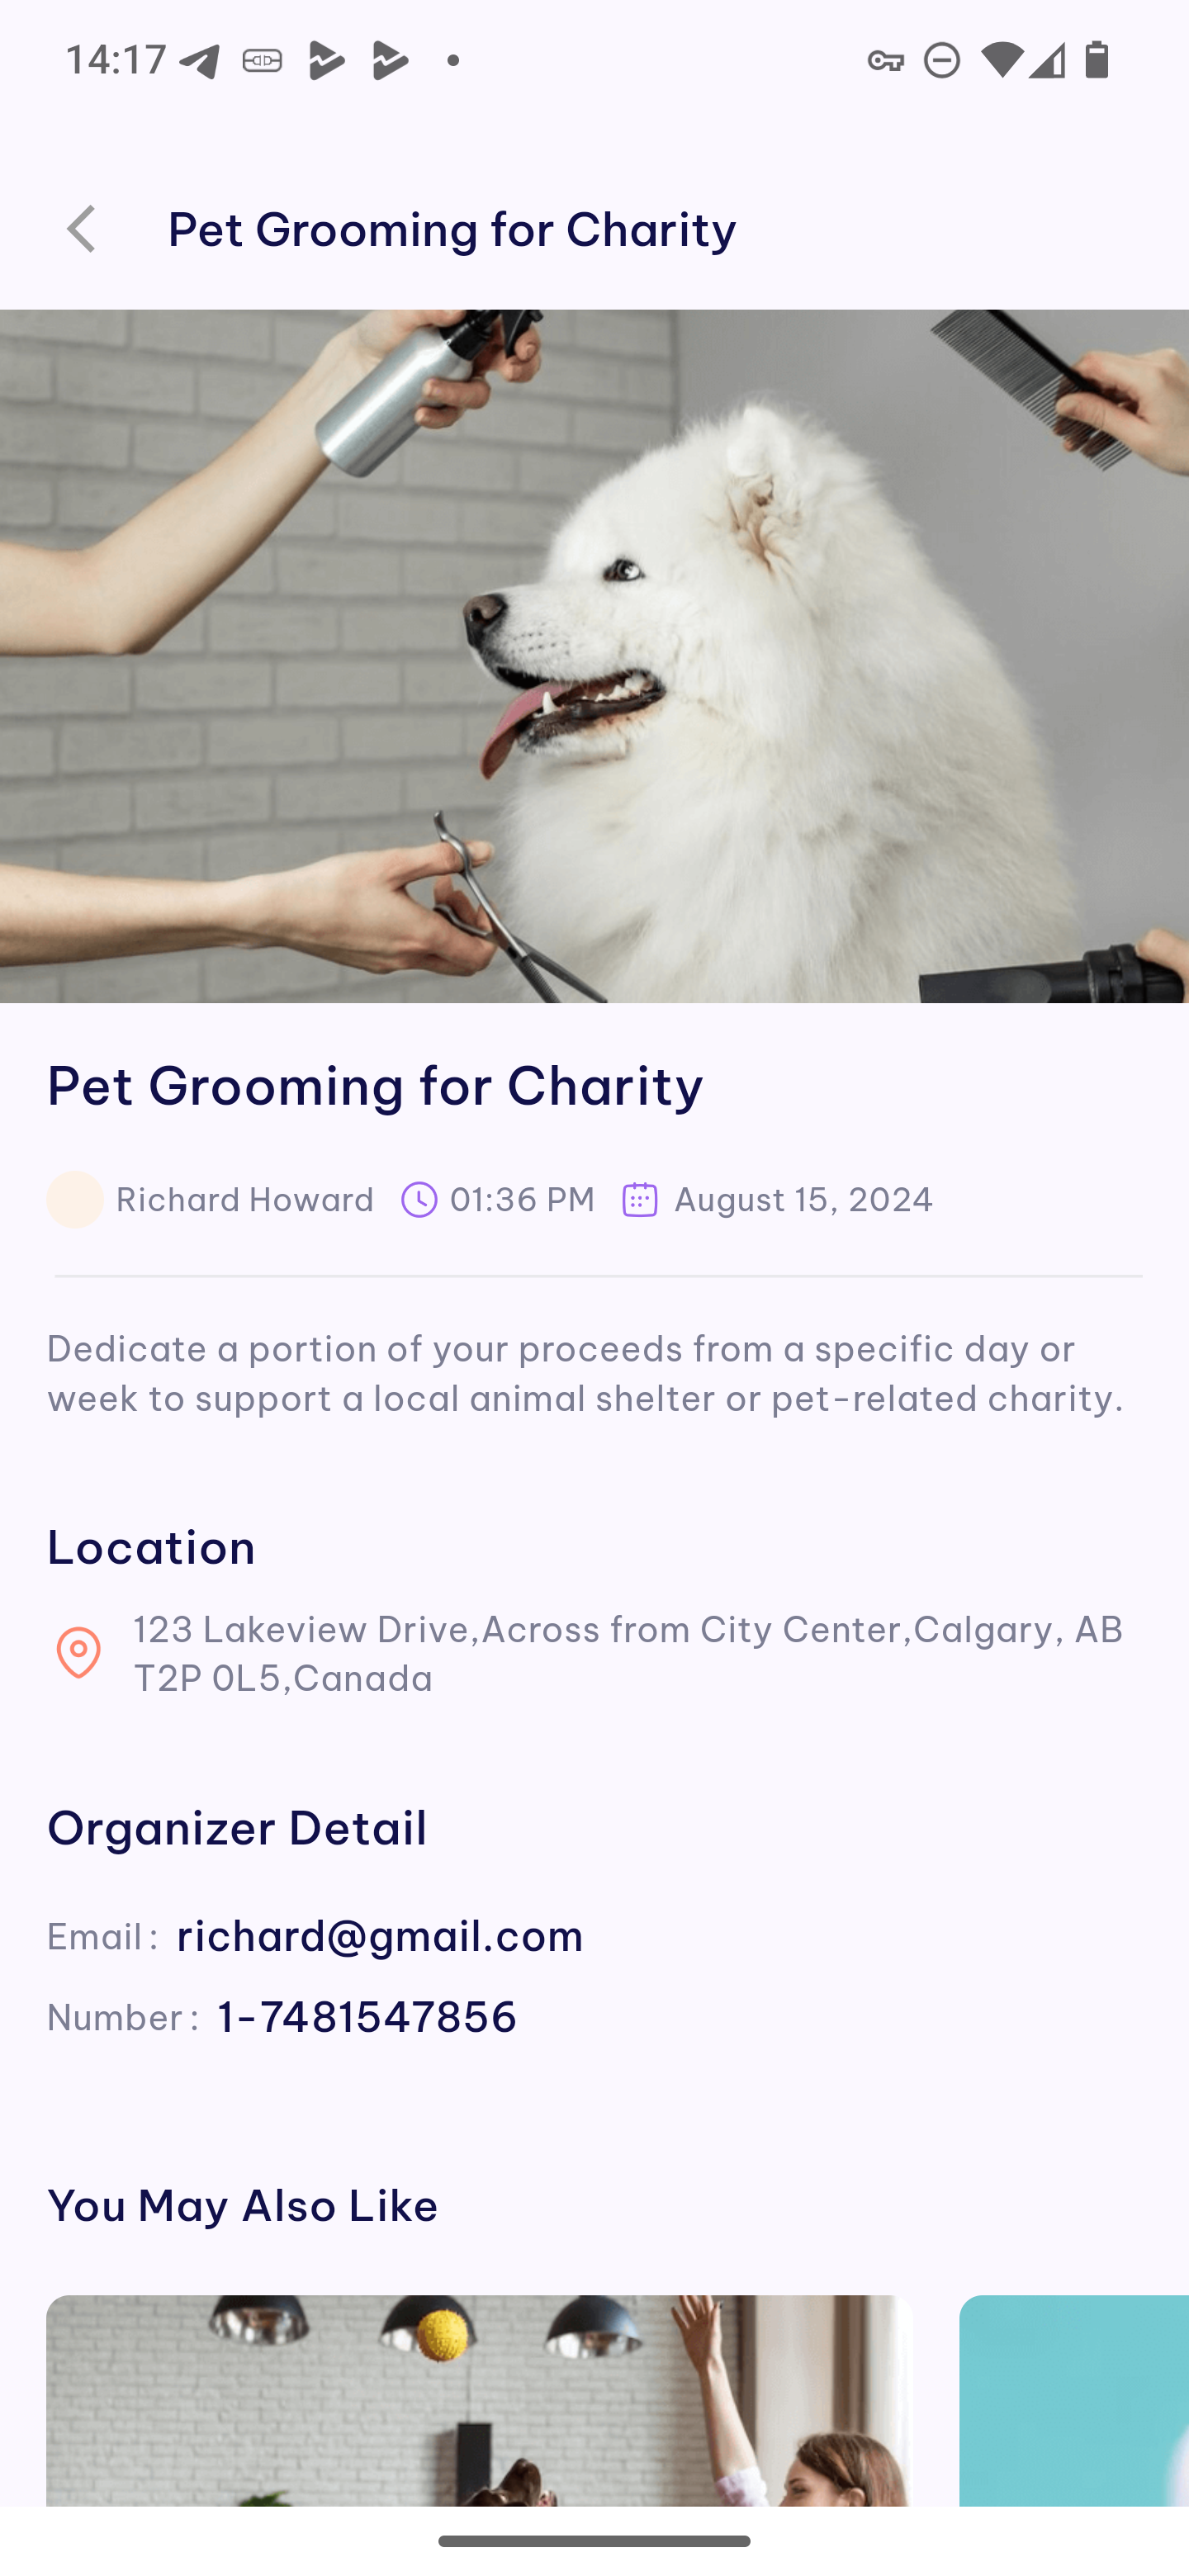 14:17
Pet Grooming for Charity
Pet Grooming for Charity
Richard Howard 01:36 PM August 15, 2024
Dedicate a portion of your proceeds from a specific day or
week to support a local animal shelter or pet-related charity.
Location
123 Lakeview Drive,Across from City Center,Calgary, AB
T2P 0L5,Canada
Organizer Detail
Email : richard@gmail.com
Number : 1-7481547856
You May Also Like